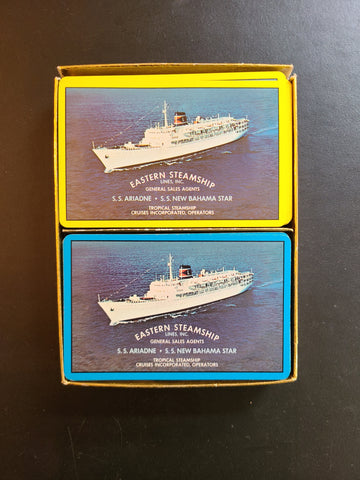 EASTERN STEAMSHIP
LINES, INC.
GENERAL SALES AGENTS
S.S. ARIADNE • S.S. NEW BAHAMA STAR
TROPICAL STEAMSHIP
CRUISES INCORPORATED, OPERATORS
EASTERN STEAMSHIP
LINES, INC.
GENERAL SALES AGENTS
S.S. ARIADNE • S.S. NEW BAHAMA STAR
TROPICAL STEAMSHIP
CRUISES INCORPORATED, OPERATORS